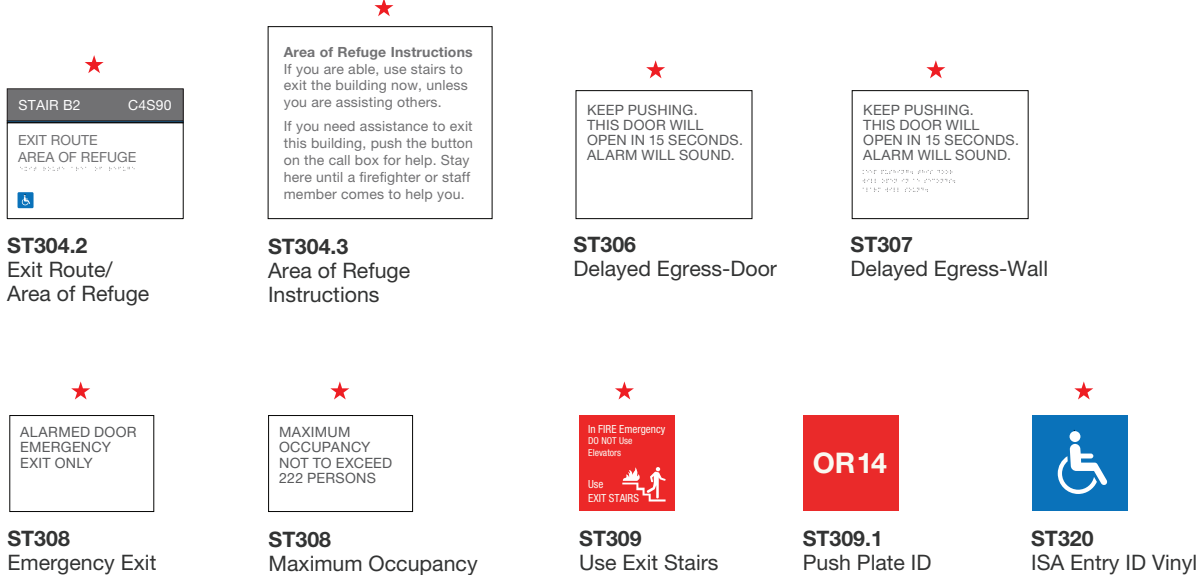 STAIR B2 C4S90
EXIT ROUTE
AREA OF REFUGE
ST304.2
Exit Route/
Area of Refuge
Area of Refuge Instructions
If you are able, use stairs to
exit the building now, unless
you are assisting others.
If you need assistance to exit
this building, push the button
on the call box for help. Stay
here until a firefighter or staff
member comes to help you.
ST304.3
Area of Refuge
Instructions
KEEP PUSHING.
THIS DOOR WILL
OPEN IN 15 SECONDS.
ALARM WILL SOUND.
ST306
Delayed Egress-Door
KEEP PUSHING.
THIS DOOR WILL
OPEN IN 15 SECONDS.
ALARM WILL SOUND.
ST307
Delayed Egress-Wall
ALARMED DOOR
EMERGENCY
EXIT ONLY
ST308
Emergency Exit
MAXIMUM
OCCUPANCY
NOT TO EXCEED
222 PERSONS
ST308
Maximum Occupancy
In FIRE Emergency
DO NOT Use
Elevators
Use
EXIT STAIRS
ST309
Use Exit Stairs
OR14
ST309.1
Push Plate ID
ST320
ISA Entry ID Vinyl